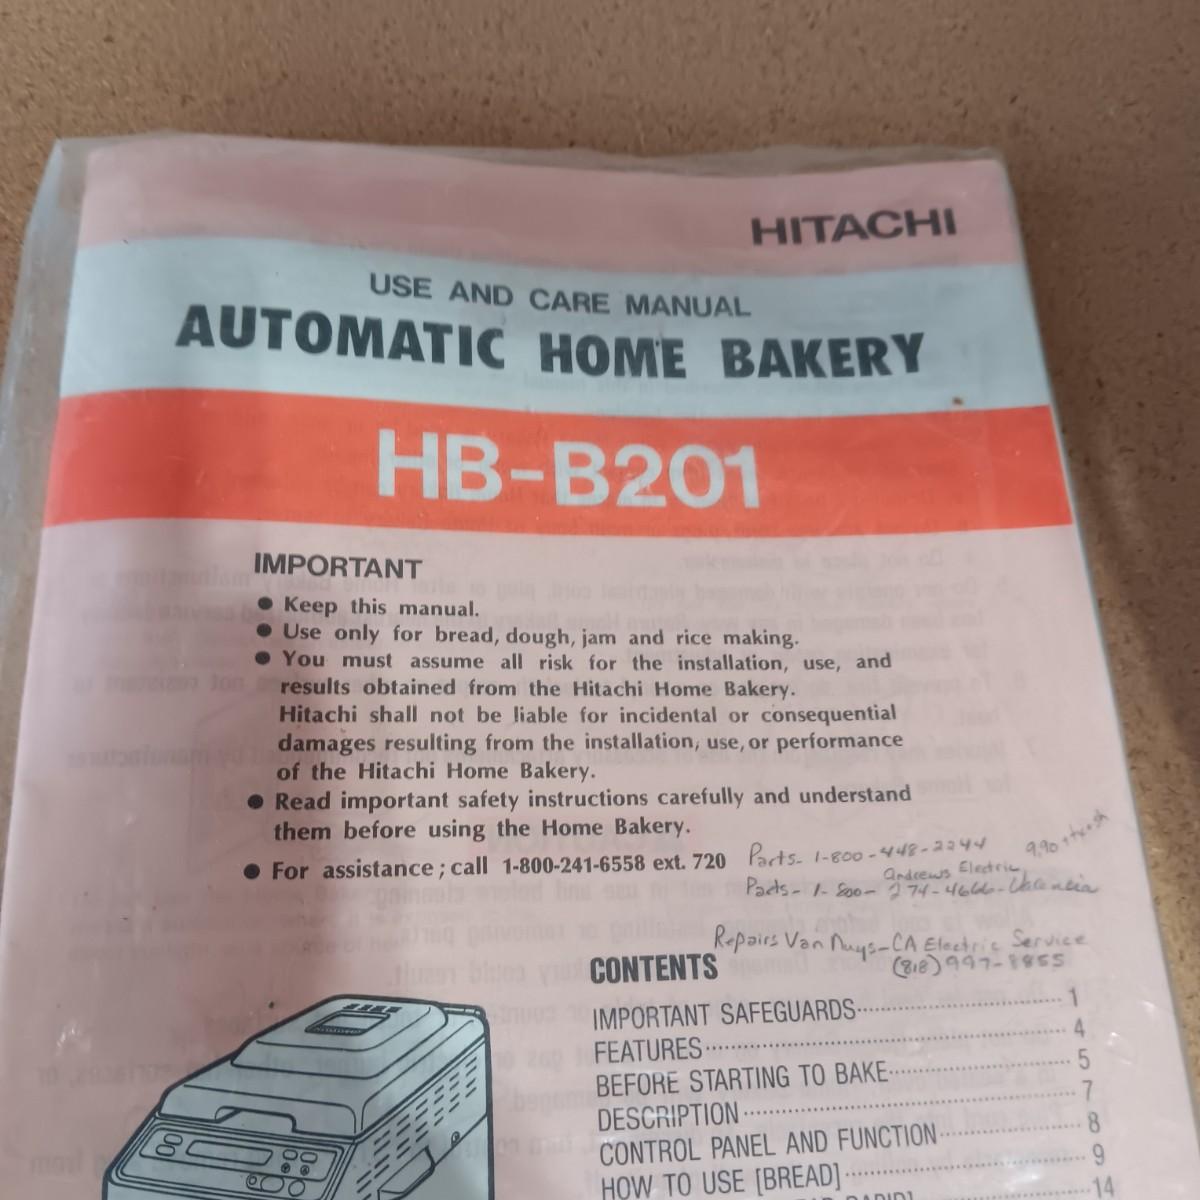 HITACHI
USE AND CARE MANUAL
AUTOMATIC HOME BAKERY
HB-B201
IMPORTANT
● Keep this manual.
● Use only for bread, dough, jam and rice making.
● You must assume all risk for the installation, use, and
results obtained from the Hitachi Home Bakery.
Hitachi shall not be liable for incidental or consequential
damages resulting from the installation, use, or performance
of the Hitachi Home Bakery.
● Read important safety instructions carefully and understand
them before using the Home Bakery.
● For assistance ; call 1-800-241-6558 ext. 720
Parts- 1-800-448-2244 9.90
Andrews Electric
Parts- 1-800-274-4666-Valencia
Repairs Van Nuys-CA Electric Service
(818) 997-8855
CONTENTS
IMPORTANT SAFEGUARDS 1
FEATURES 4
BEFORE STARTING TO BAKE 5
DESCRIPTION 7
CONTROL PANEL AND FUNCTION 8
HOW TO USE [BREAD] 9
14